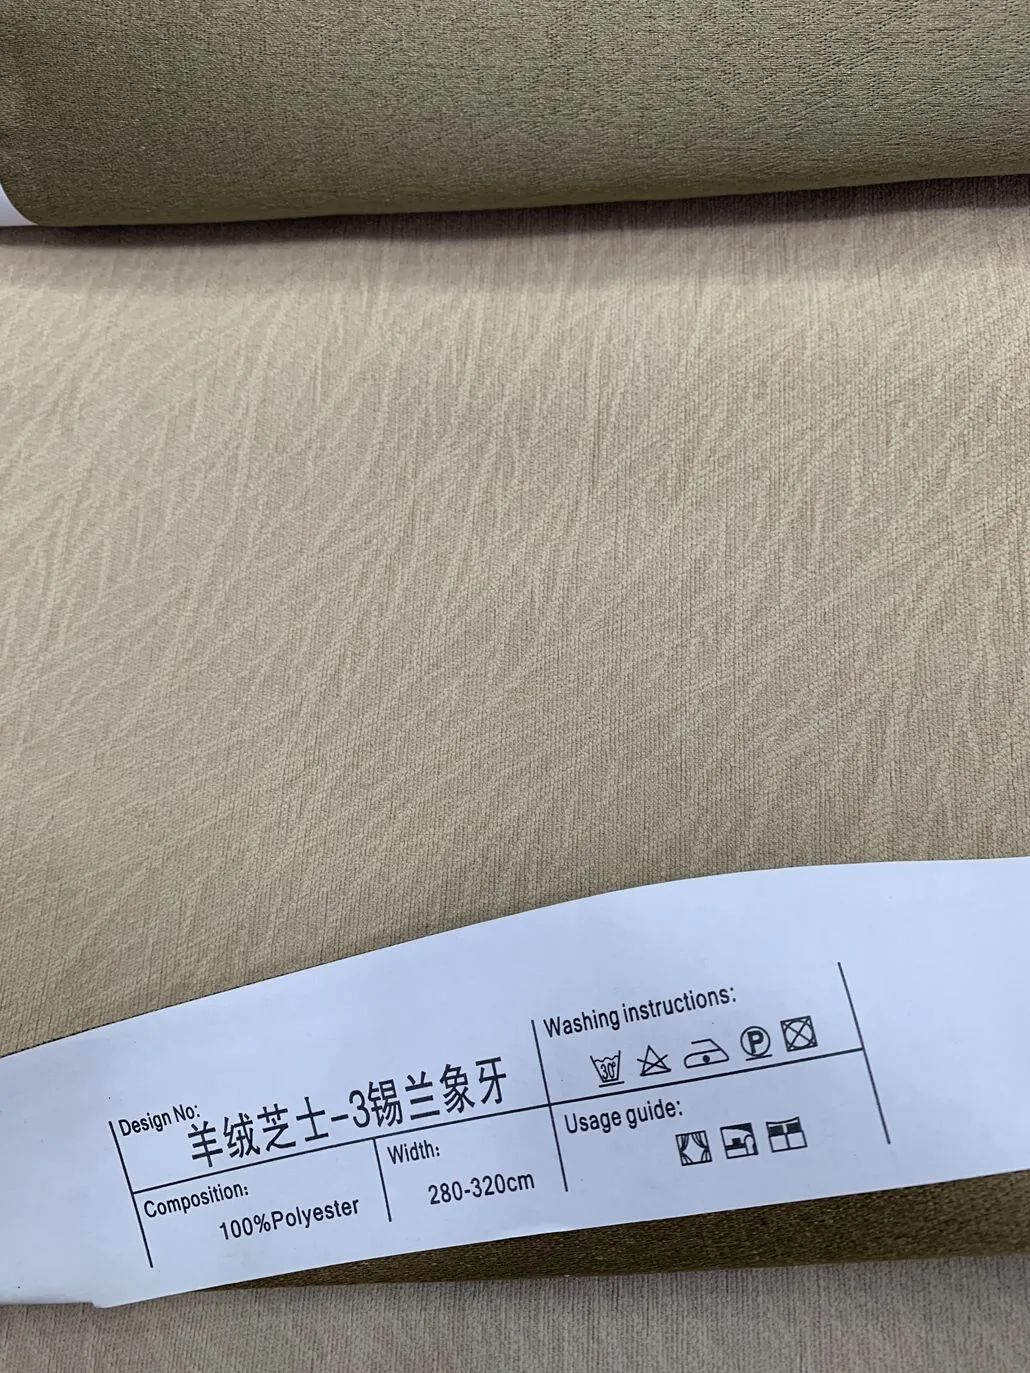 Design No:
羊绒芝士-3锡兰象牙
Composition:
100%Polyester
Width:
280-320cm
Washing instructions:
30°
P
Usage guide: